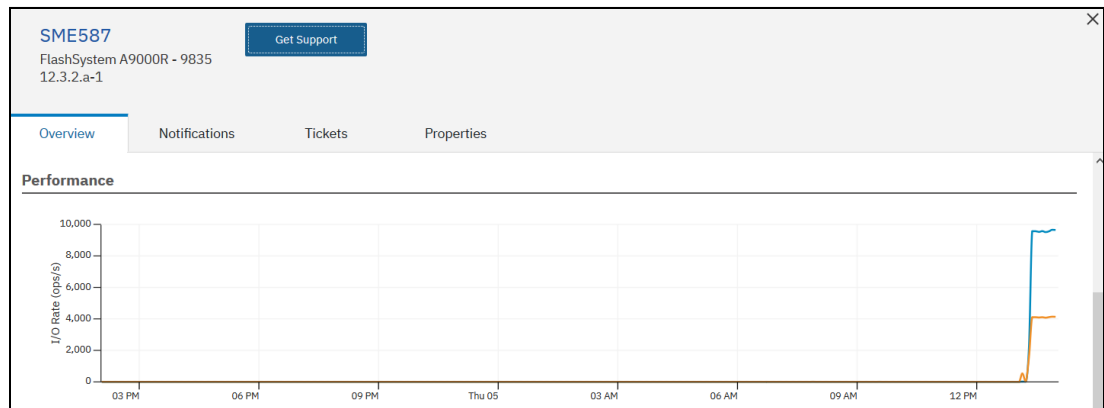 SME587
Get Support
FlashSystem A9000R - 9835
12.3.2.a-1
Overview
Notifications
Tickets
Properties
Performance
I/O Rate (ops/s)
10,000
8,000
6,000
4,000
2,000
0
03 PM
06 PM
09 PM
Thu 05
03 AM
06 AM
09 AM
12 PM